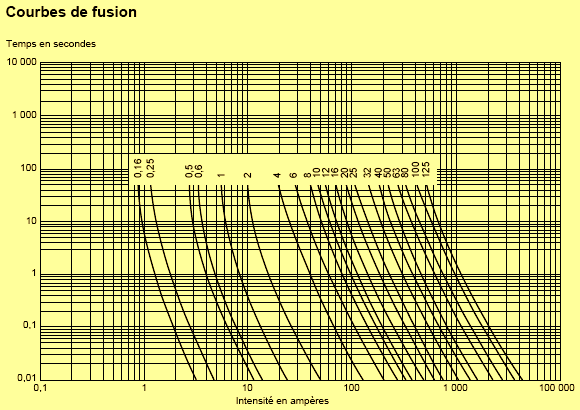 Courbes de fusion
Temps en secondes
10 000
1 000
100
10
1
0,1
0,01
0,16 0,25 0,5 0,6 1 2 4 6 8 10 12 16 20 25 32 40 50 63 80 100 125
0,1 1 10 100 1 000 10 000 100 000
Intensité en ampères